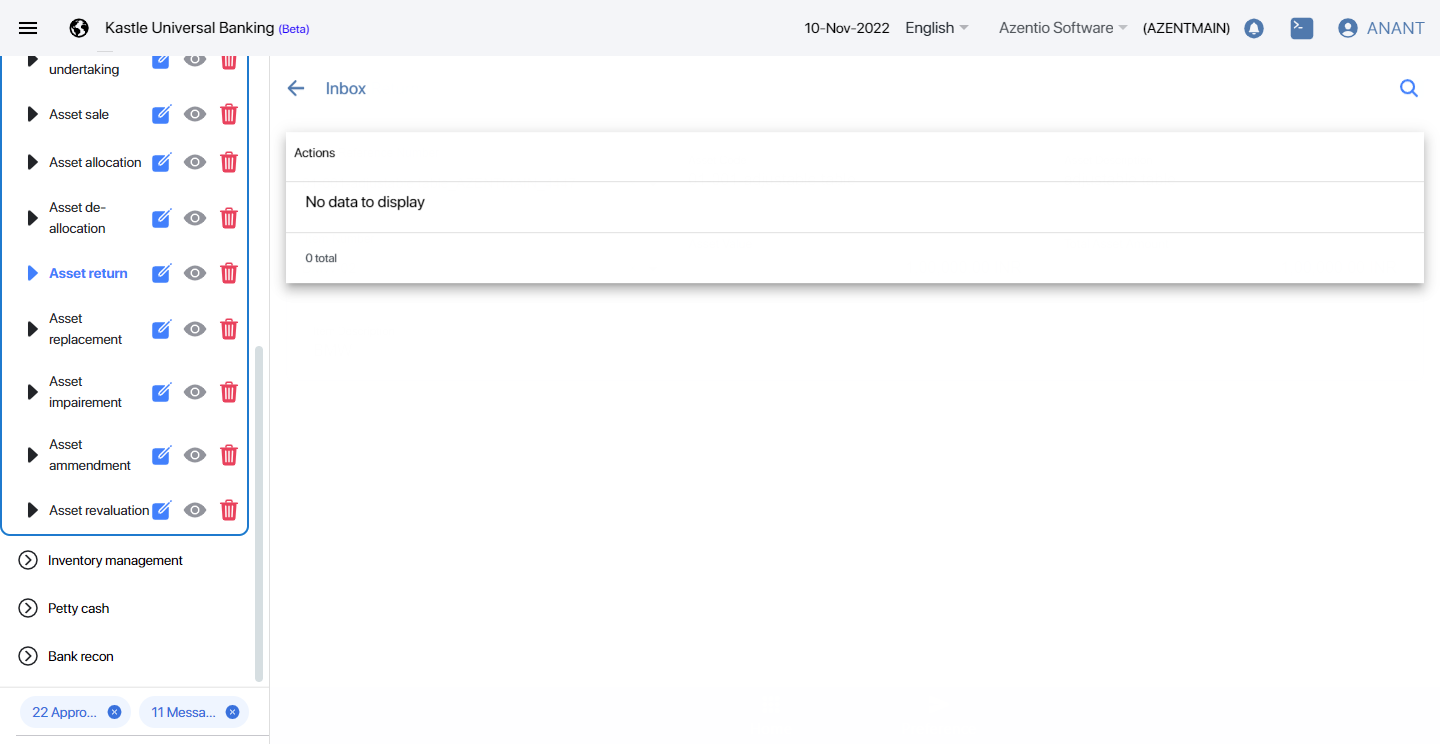 Kastle Universal Banking (Beta)
10-Nov-2022
English
Azentio Software
(AZENTMAIN)
ANANT
undertaking
Asset sale
Asset allocation
Asset de-
allocation
Asset return
Asset
replacement
Asset
impairement
Asset
ammendment
Asset revaluation
Inventory management
Petty cash
Bank recon
22 Appro...
11 Messa...
Inbox
Actions
No data to display
0 total